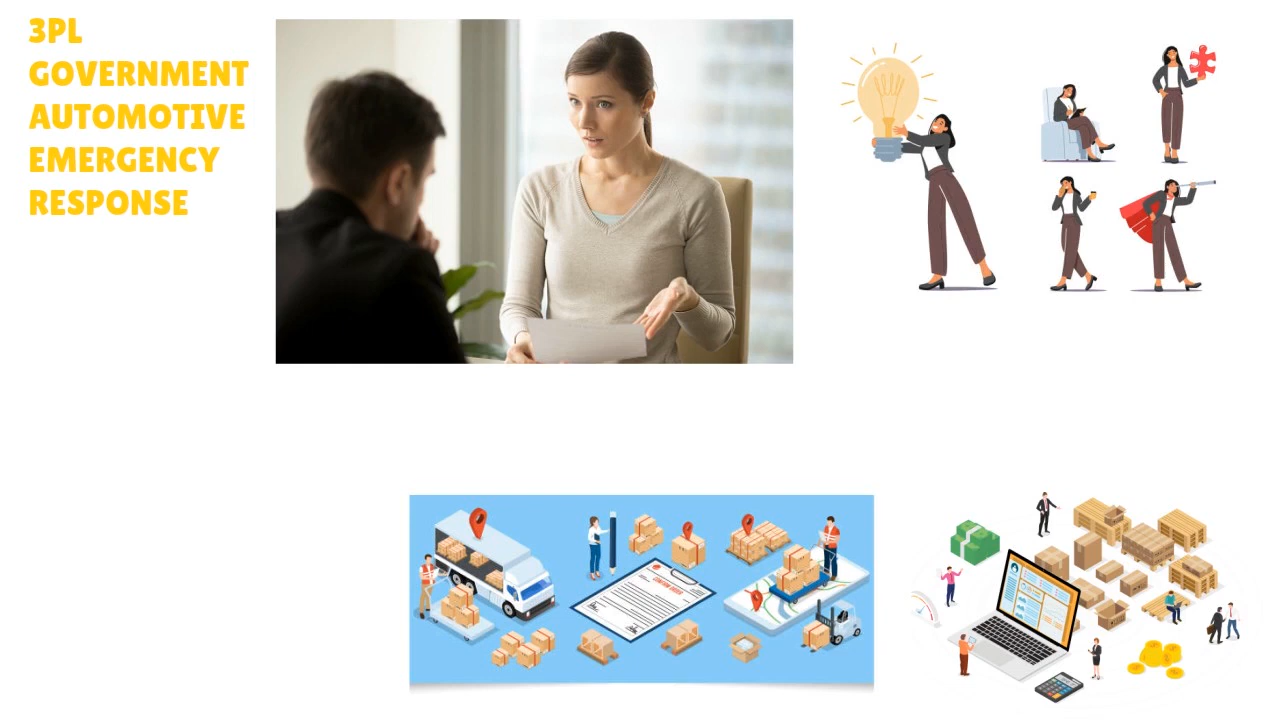 3PL
GOVERNMENT
AUTOMOTIVE
EMERGENCY
RESPONSE